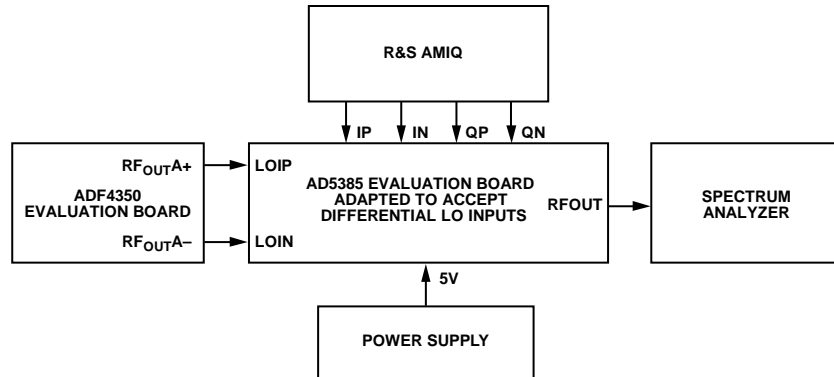 R&S AMIQ
IP IN QP QN
RFOUTA+
ADF4350
EVALUATION BOARD
RFOUTA–
LOIP
LOIN
AD5385 EVALUATION BOARD
ADAPTED TO ACCEPT
DIFFERENTIAL LO INPUTS
RFOUT
SPECTRUM
ANALYZER
5V
POWER SUPPLY